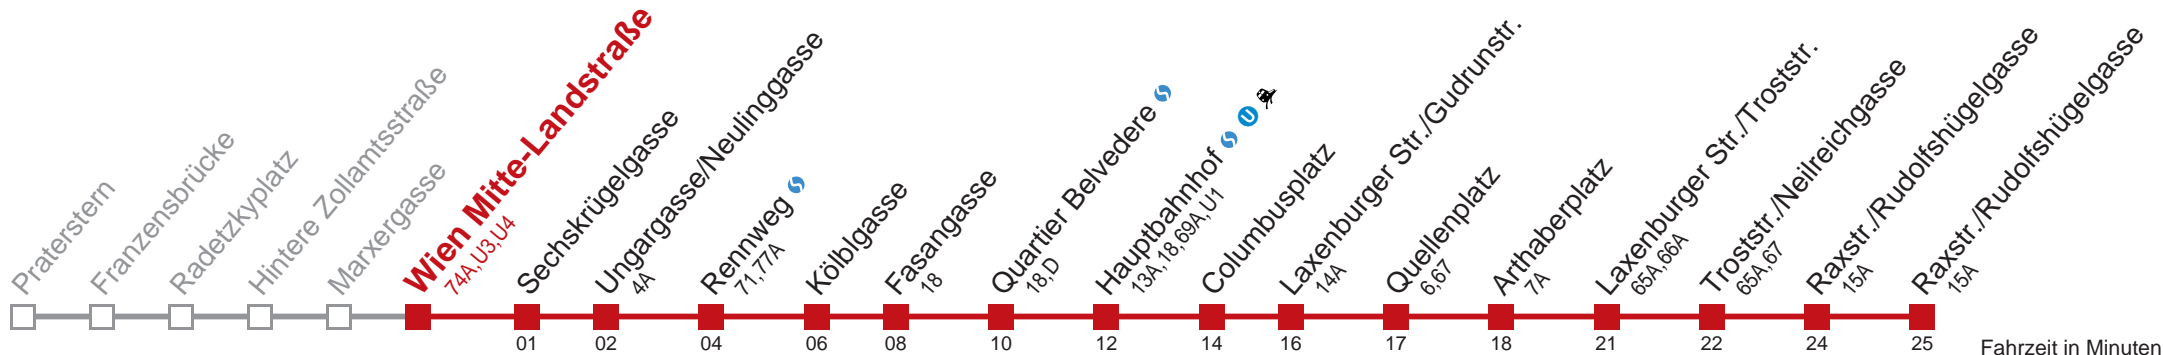 Praterstern
Franzensbrücke
Radetzkyplatz
Hintere Zollamtsstraße
Marxergasse
Wien Mitte-Landstraße
74A,U3,U4
Sechskrügelgasse
Ungargasse/Neulinggasse
4A
Rennweg
71,77A
Kölblgasse
Fasangasse
18
Quartier Belvedere
18,D
Hauptbahnhof U
13A,18,69A,U1
Columbusplatz
Laxenburger Str./Gudrunstr.
14A
Quellenplatz
6,67
Arthaberplatz
7A
Laxenburger Str./Troststr.
65A,66A
Troststr./Neilreichgasse
65A,67
Raxstr./Rudolfshügelgasse
15A
Raxstr./Rudolfshügelgasse
15A
01 02 04 06 08 10 12 14 16 17 18 21 22 24 25 Fahrzeit in Minuten